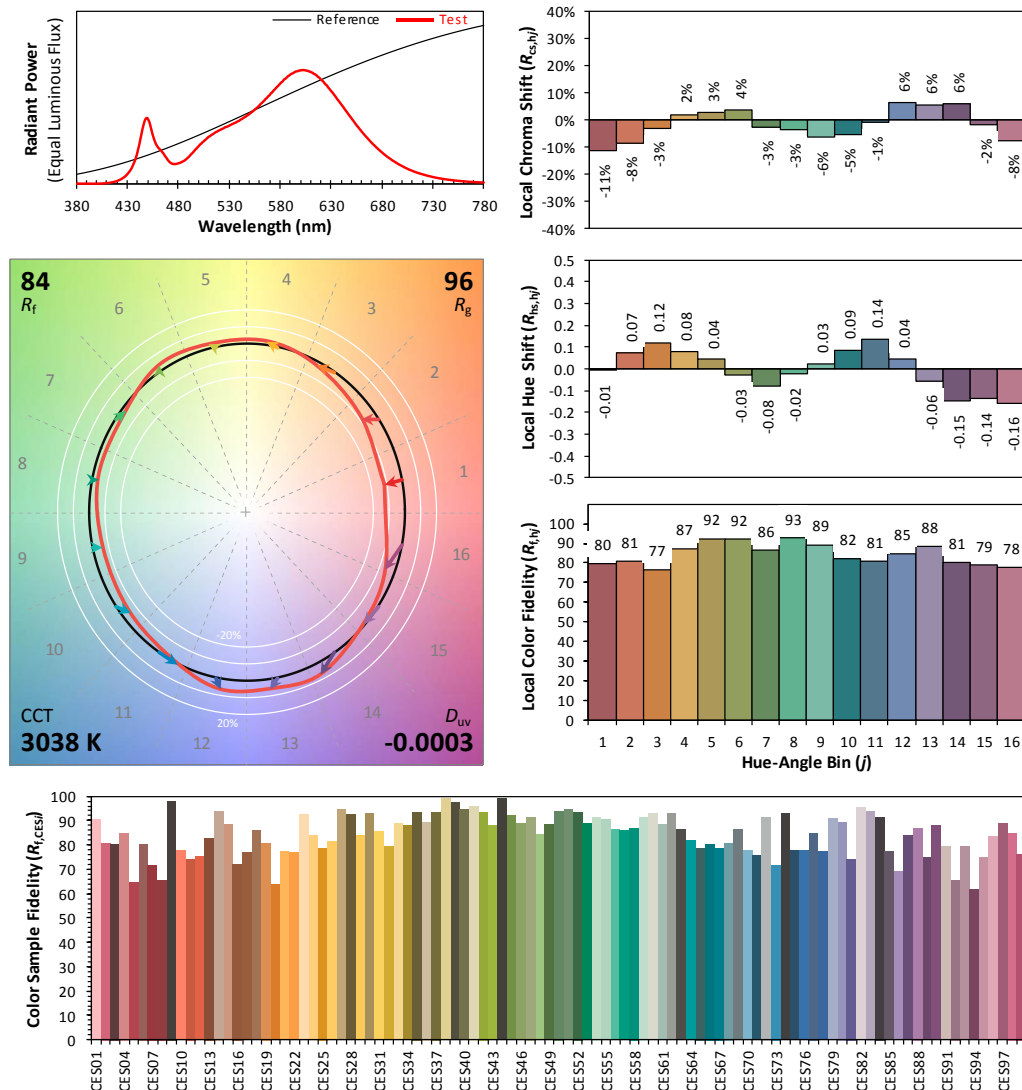 Reference Test
Radiant Power
(Equal Luminous Flux)
380 430 480 530 580 630 680 730 780
Wavelength (nm)
Local Chroma Shift (Rcs,hj)
40%
30%
20%
10%
0%
-10%
-20%
-30%
-40%
-11% -8% -3% 2% 3% 4% -3% -3% -6% -5% -1% 6% 6% 6% -2% -8%
84
Rf
96
Rg
5 4
6 3
7 2
8 1
9 16
10 15
11 14
12 13
-20%
20%
CCT
3038 K
Duv
-0.0003
Local Hue Shift (Rhs,hj)
0.5
0.4
0.3
0.2
0.1
0.0
-0.1
-0.2
-0.3
-0.4
-0.5
-0.01 0.07 0.12 0.08 0.04 -0.03 -0.08 -0.02 0.03 0.09 0.14 0.04 -0.06 -0.15 -0.14 -0.16
Local Color Fidelity (Rf,hj)
100
90
80
70
60
50
40
30
20
10
0
80 81 77 87 92 92 86 93 89 82 81 85 88 81 79 78
1 2 3 4 5 6 7 8 9 10 11 12 13 14 15 16
Hue-Angle Bin (j)
Color Sample Fidelity (Rf,CESi)
100
90
80
70
60
50
40
30
20
10
0
CES01 CES04 CES07 CES10 CES13 CES16 CES19 CES22 CES25 CES28 CES31 CES34 CES37 CES40 CES43 CES46 CES49 CES52 CES55 CES58 CES61 CES64 CES67 CES70 CES73 CES76 CES79 CES82 CES85 CES88 CES91 CES94 CES97